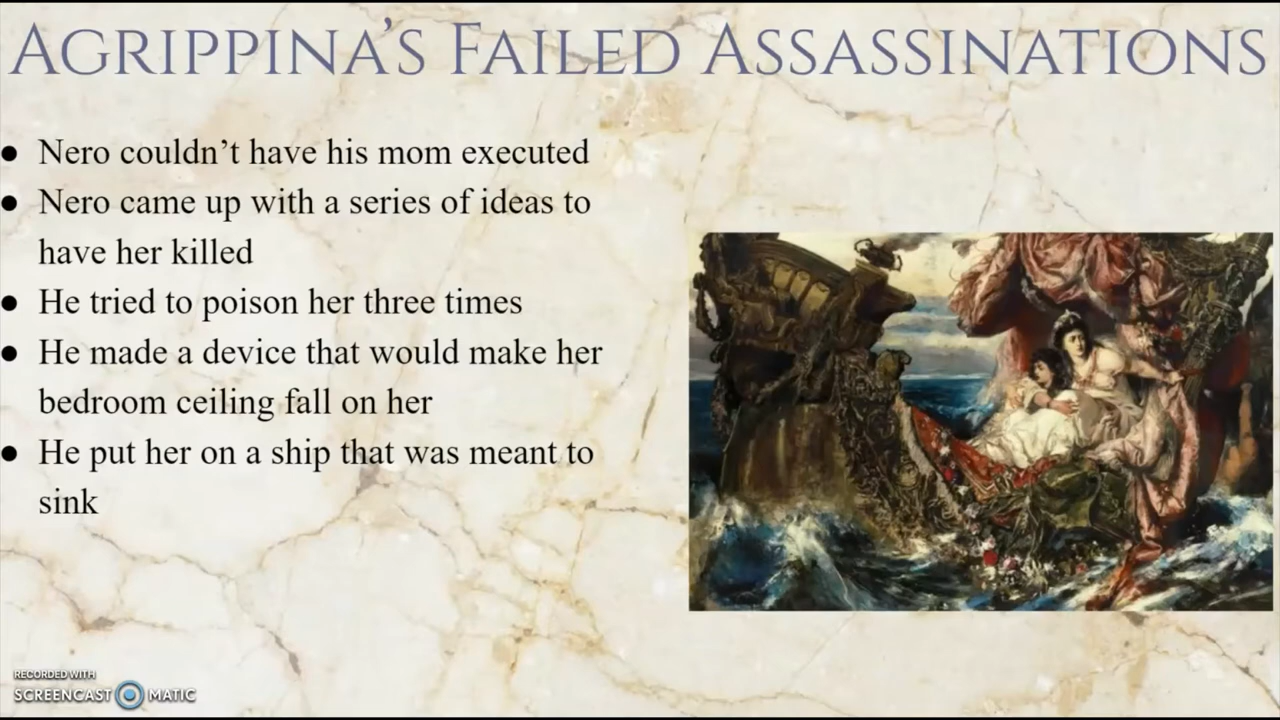 AGRIPPINA'S FAILED ASSASSINATIONS
● Nero couldn't have his mom executed
● Nero came up with a series of ideas to
have her killed
● He tried to poison her three times
● He made a device that would make her
bedroom ceiling fall on her
● He put her on a ship that was meant to
sink
RECORDED WITH
SCREENCAST MATIC